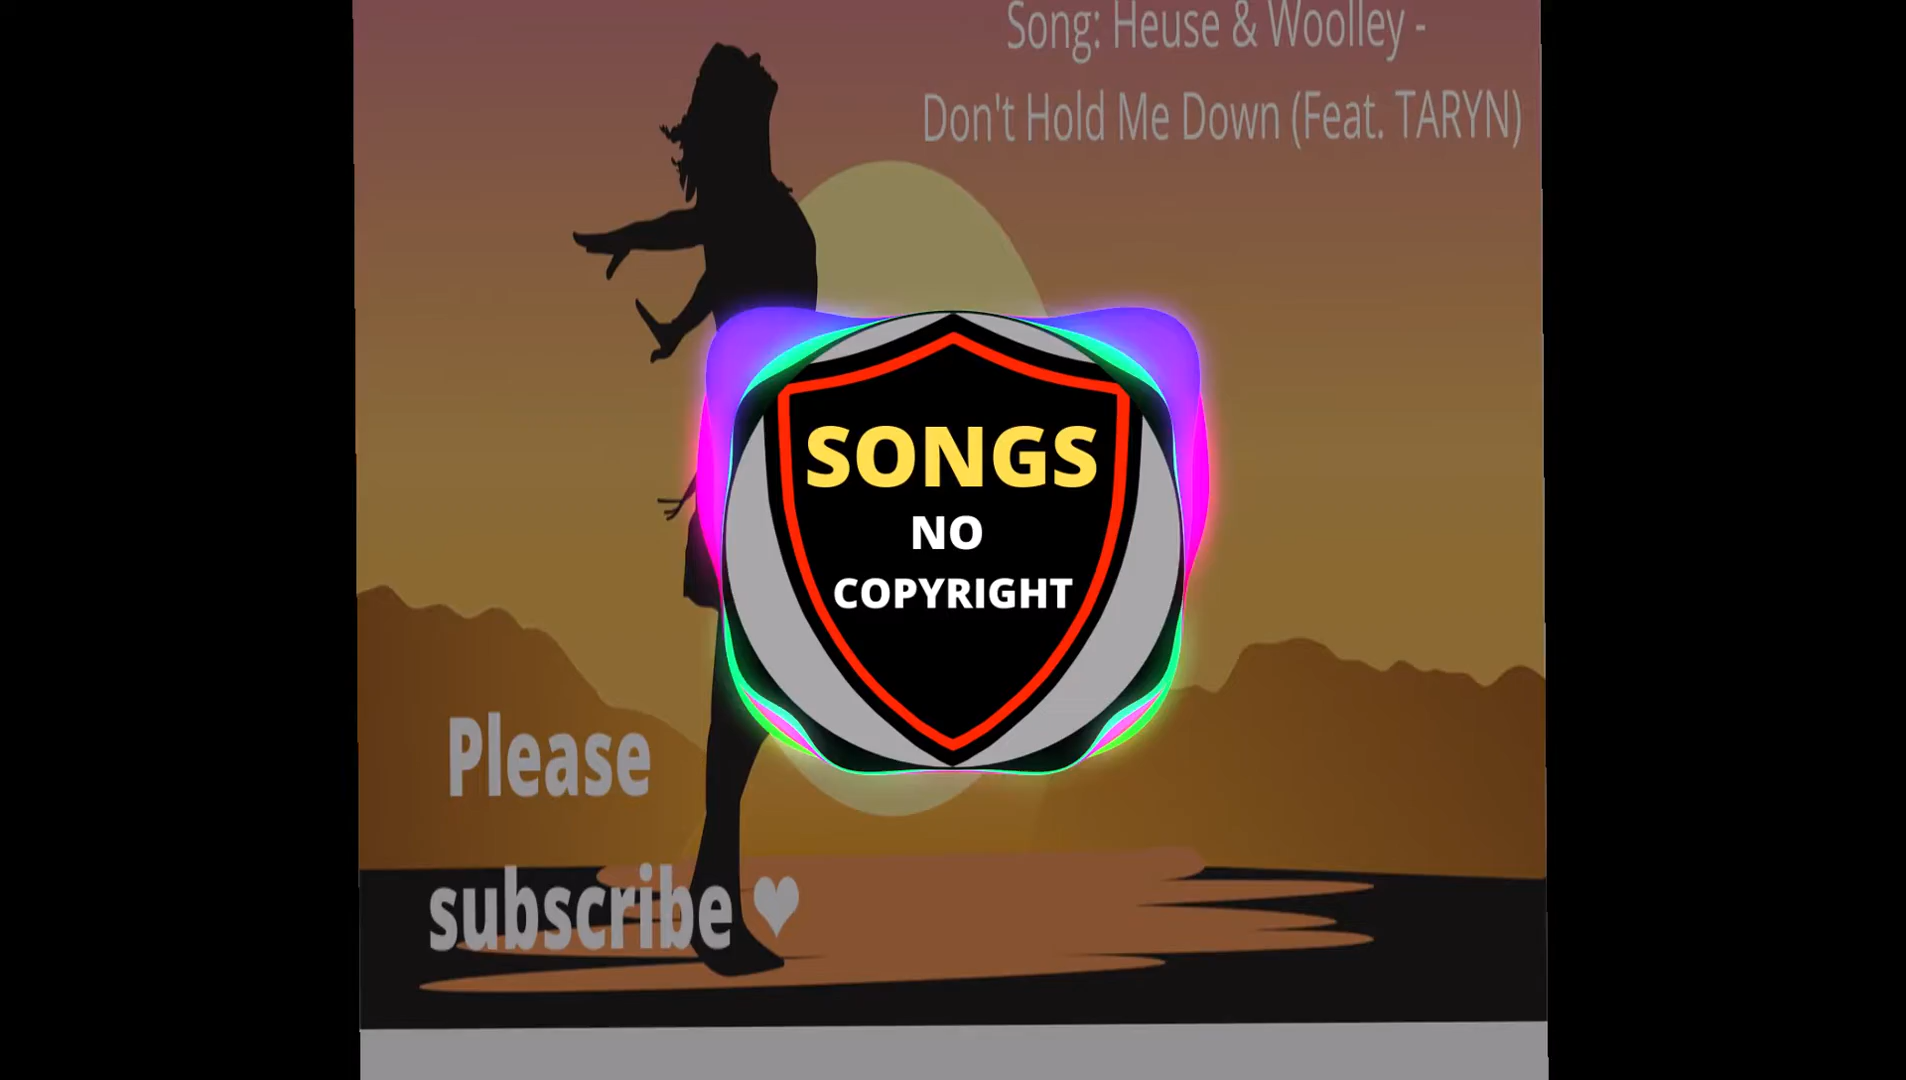 Song: Heuse & Woolley -
Don't Hold Me Down (Feat. TARYN)
SONGS
NO
COPYRIGHT
Please
subscribe ♥